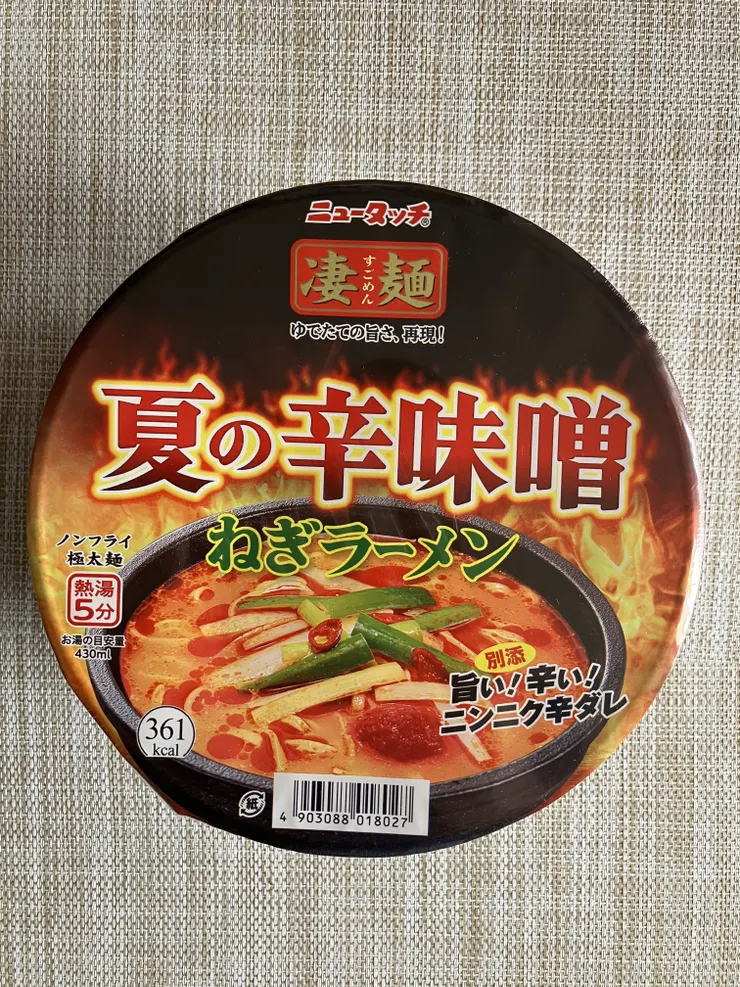 ニュータッチ®
凄麺
すごめん
ゆでたての旨さ、再現!
夏の辛味噌
ねぎラーメン
ノンフライ
極太麺
熱湯
5分
お湯の目安量
430ml
別添
旨い!辛い!
ニンニク辛ダレ
361
kcal
紙
4 903088 018027